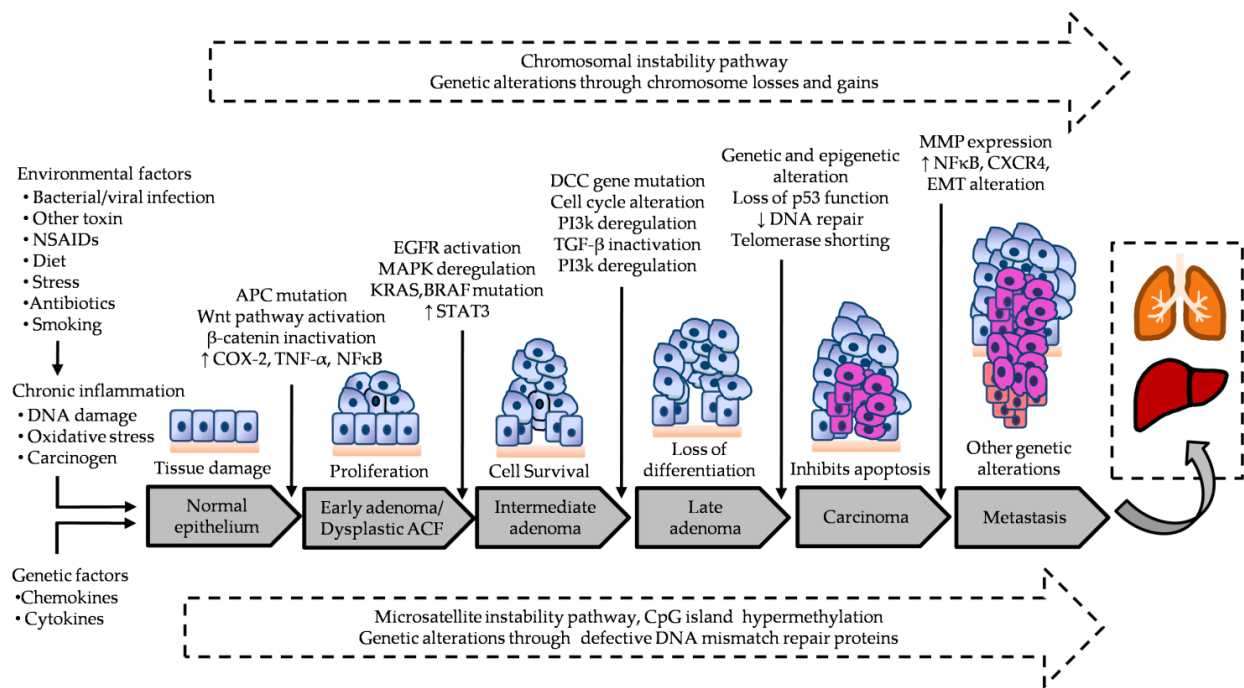 Chromosomal instability pathway
Genetic alterations through chromosome losses and gains
Environmental factors
• Bacterial/viral infection
• Other toxin
• NSAIDs
• Diet
• Stress
•Antibiotics
• Smoking
Chronic inflammation
• DNA damage
• Oxidative stress
• Carcinogen
Genetic factors
•Chemokines
• Cytokines
APC mutation
Wnt pathway activation
β-catenin inactivation
↑ COX-2, TNF-α, NFκB
EGFR activation
MAPK deregulation
KRAS,BRAF mutation
↑ STAT3
DCC gene mutation
Cell cycle alteration
PI3k deregulation
TGF-β inactivation
PI3k deregulation
Genetic and epigenetic
alteration
Loss of p53 function
↓ DNA repair
Telomerase shorting
MMP expression
↑ NFκB, CXCR4,
EMT alteration
Tissue damage
Proliferation
Cell Survival
Loss of
differentiation
Inhibits apoptosis
Other genetic
alterations
Normal
epithelium
Early adenoma/
Dysplastic ACF
Intermediate
adenoma
Late
adenoma
Carcinoma
Metastasis
Microsatellite instability pathway, CpG island hypermethylation
Genetic alterations through defective DNA mismatch repair proteins